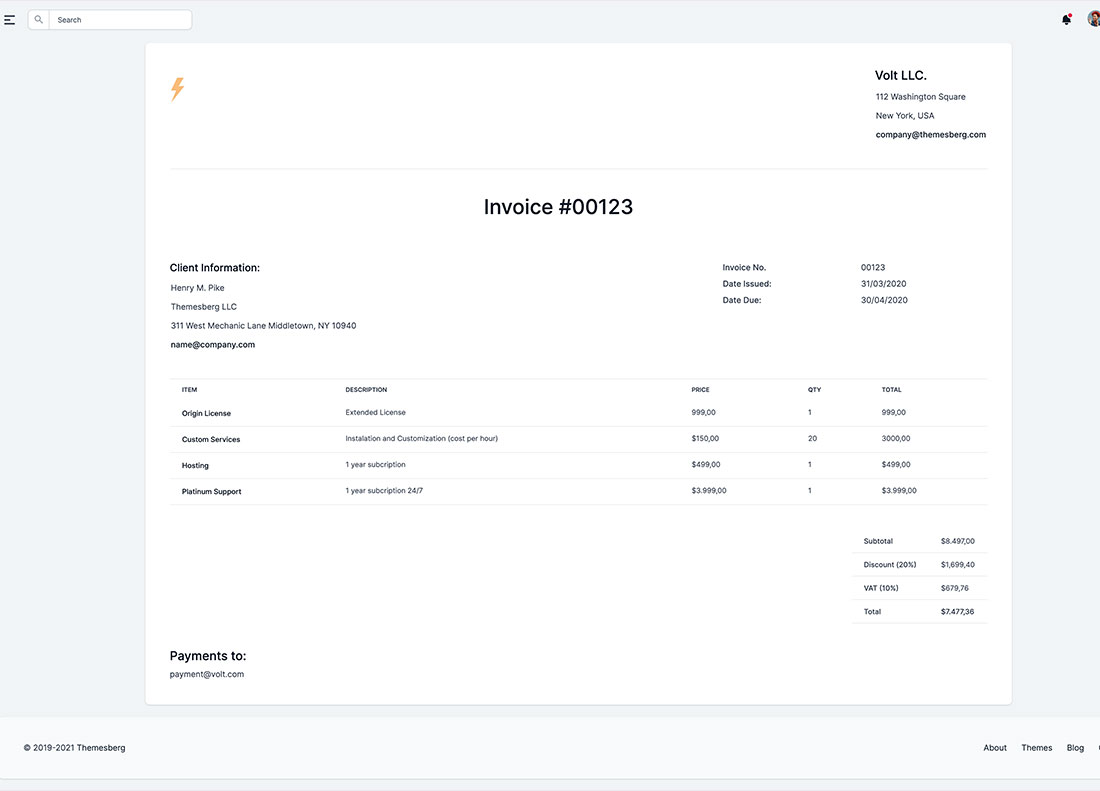 Search
Volt LLC.
112 Washington Square
New York, USA
company@themesberg.com
Invoice #00123
Client Information:
Henry M. Pike
Themesberg LLC
311 West Mechanic Lane Middletown, NY 10940
name@company.com
Invoice No. 00123
Date Issued: 31/03/2020
Date Due: 30/04/2020
ITEM DESCRIPTION PRICE QTY TOTAL
Origin License Extended License 999,00 1 999,00
Custom Services Instalation and Customization (cost per hour) $150,00 20 3000,00
Hosting 1 year subcription $499,00 1 $499,00
Platinum Support 1 year subcription 24/7 $3.999,00 1 $3.999,00
Subtotal $8.497,00
Discount (20%) $1,699,40
VAT (10%) $679,76
Total $7.477,36
Payments to:
payment@volt.com
© 2019-2021 Themesberg
About Themes Blog